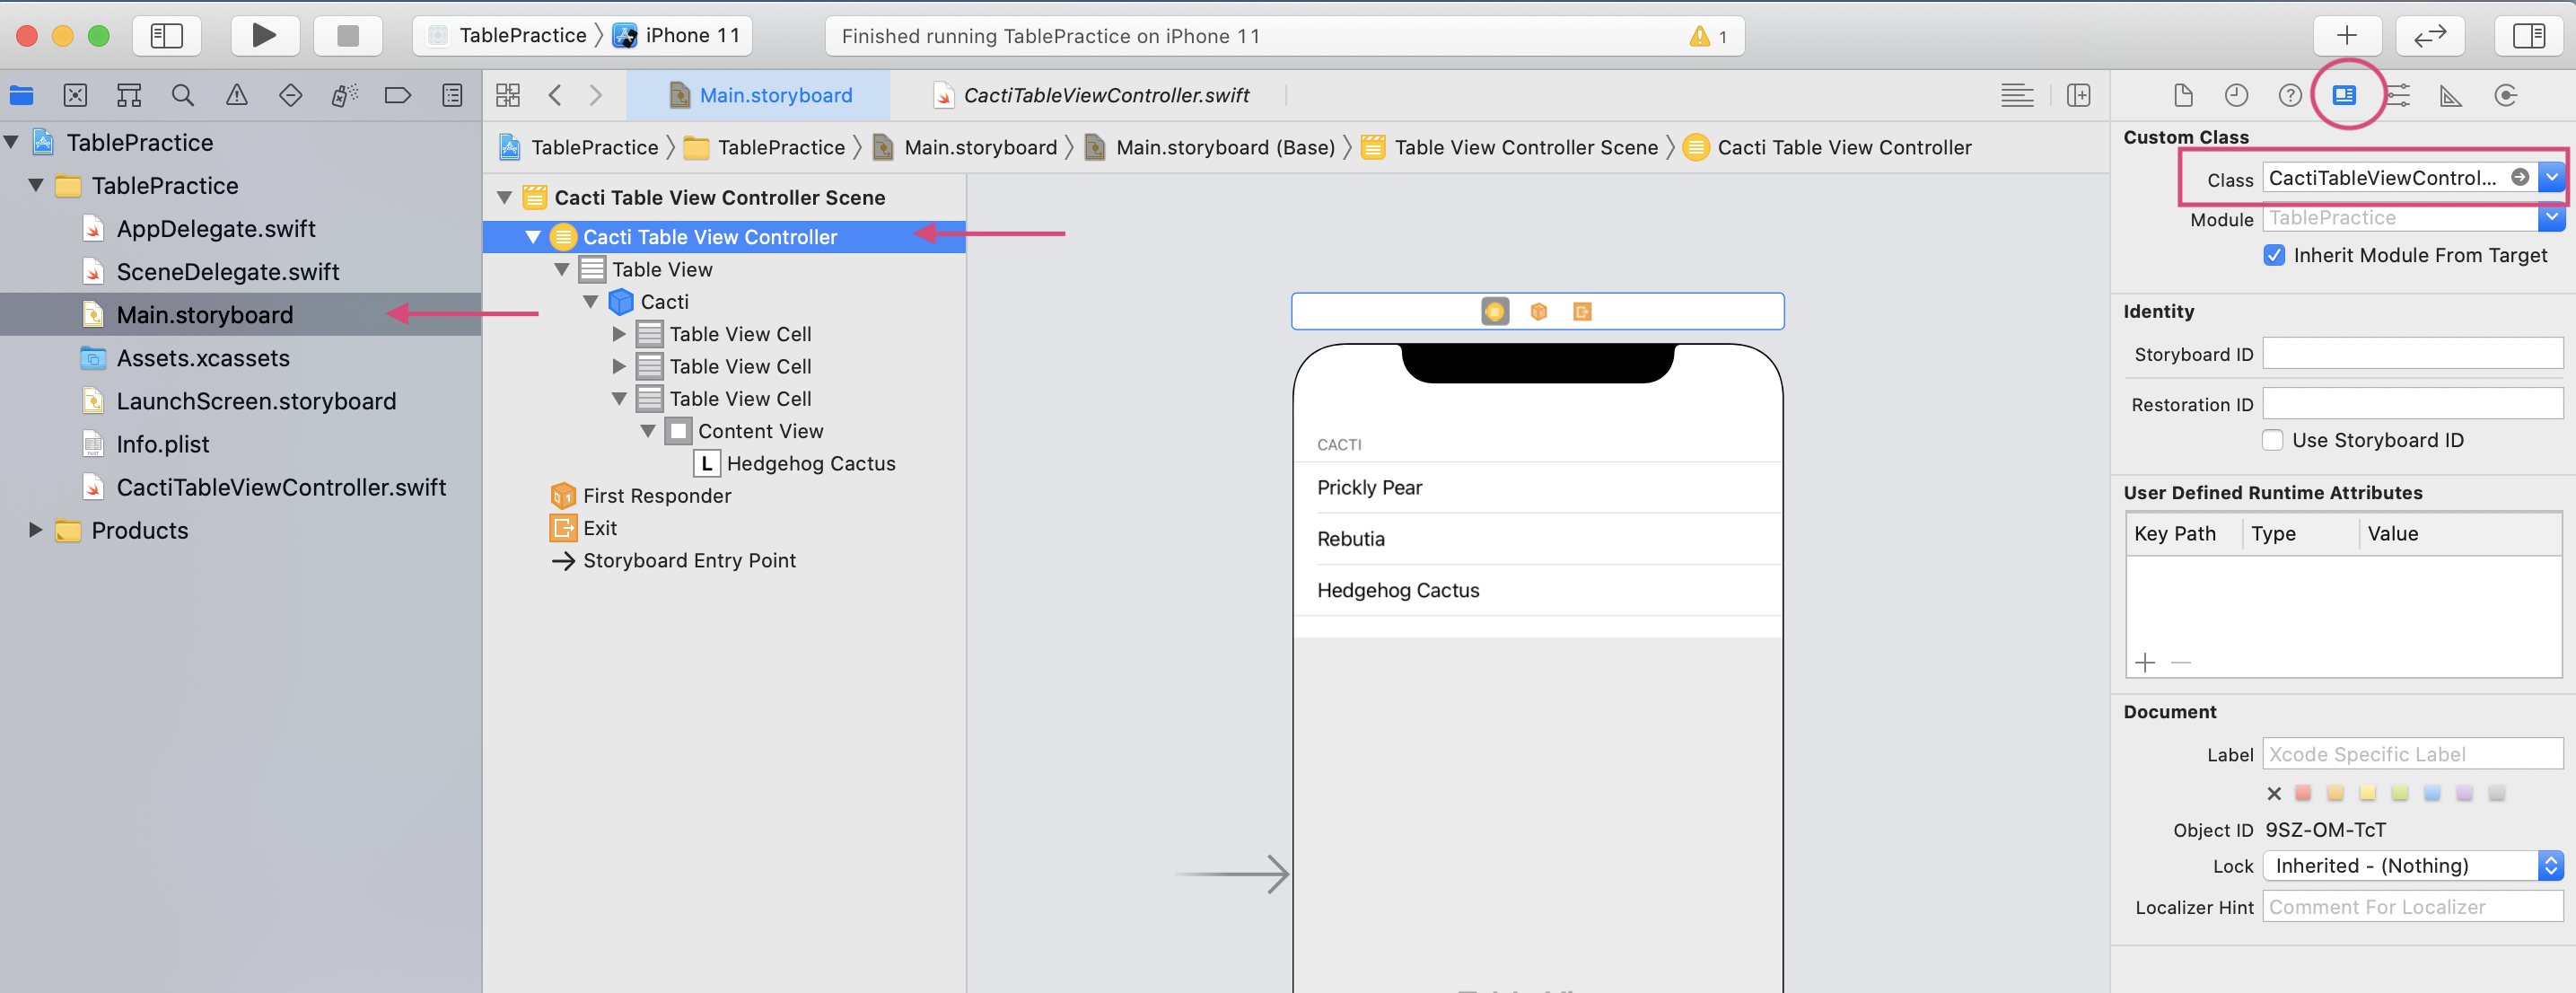 TablePractice 〉 iPhone 11
Finished running TablePractice on iPhone 11
1
Main.storyboard
CactiTableViewController.swift
TablePractice 〉 TablePractice 〉 Main.storyboard 〉 Main.storyboard (Base) 〉 Table View Controller Scene 〉 Cacti Table View Controller
TablePractice
TablePractice
AppDelegate.swift
SceneDelegate.swift
Main.storyboard
Assets.xcassets
LaunchScreen.storyboard
Info.plist
CactiTableViewController.swift
Products
Cacti Table View Controller Scene
Cacti Table View Controller
Table View
Cacti
Table View Cell
Table View Cell
Table View Cell
Content View
L Hedgehog Cactus
First Responder
Exit
Storyboard Entry Point
CACTI
Prickly Pear
Rebutia
Hedgehog Cactus
Custom Class
Class CactiTableViewControl...
Module TablePractice
Inherit Module From Target
Identity
Storyboard ID
Restoration ID
Use Storyboard ID
User Defined Runtime Attributes
Key Path Type Value
Document
Label Xcode Specific Label
Object ID 9SZ-OM-TcT
Lock Inherited - (Nothing)
Localizer Hint Comment For Localizer